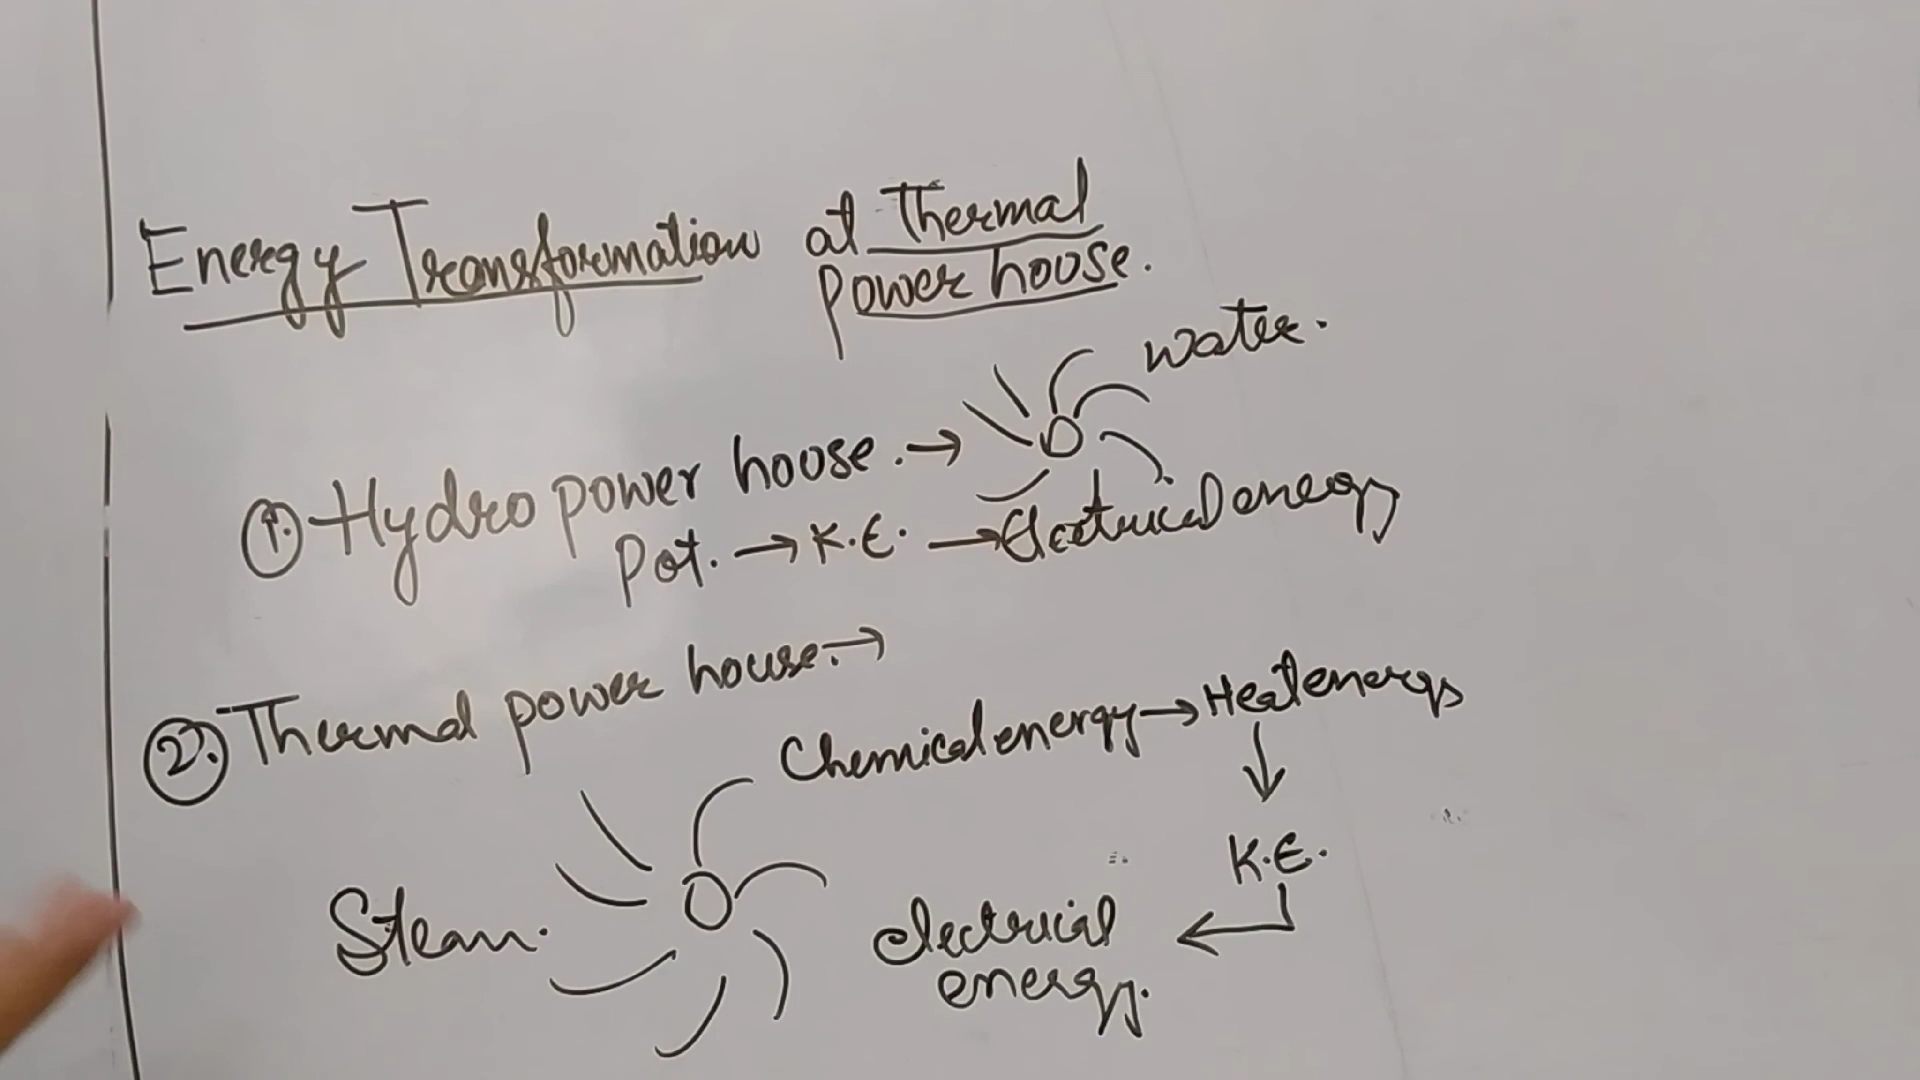 Energy Transformation at Thermal
Power house.
water.
1. Hydro power house. →
Pot. → K.E. → Electrical energy
2. Thermal power house. →
Chemical energy → Heat energy
↓
K.E.
Steam.
electrical ←
energy.